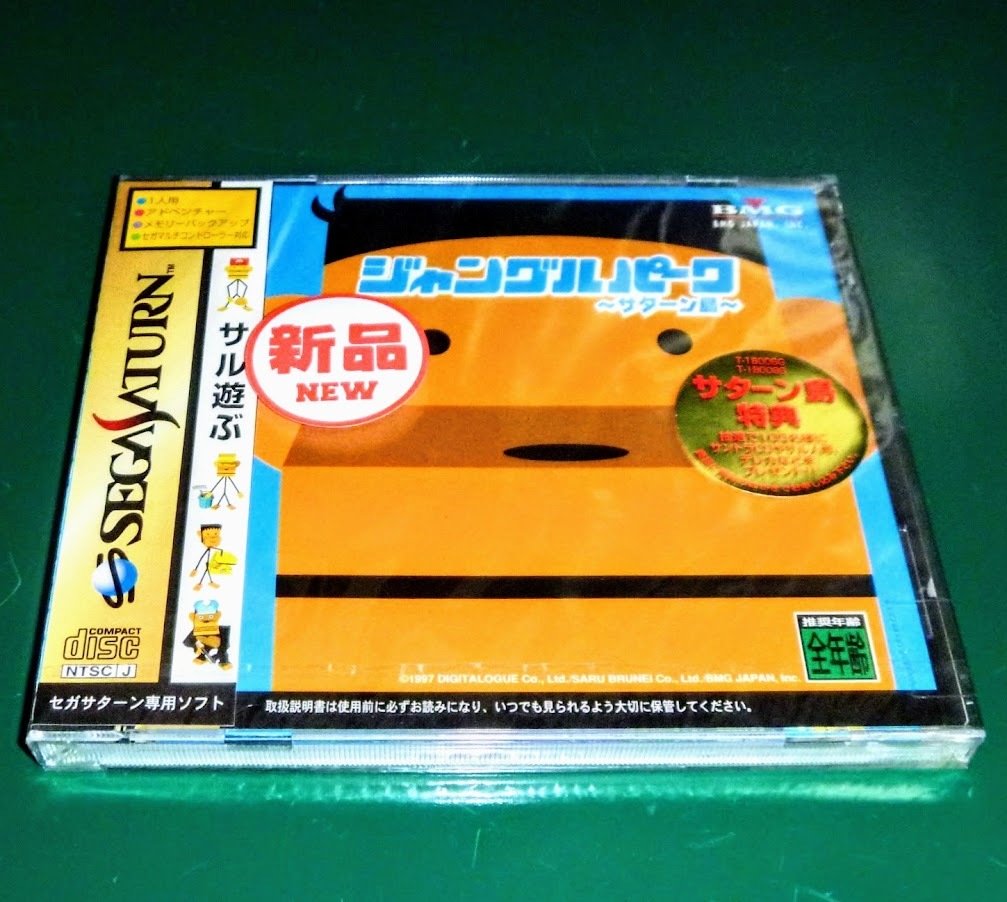 1人用
アドベンチャー
メモリーバックアップ
セガマルチコントローラー対応
SEGA SATURN™
COMPACT
disc
NTSC J
セガサターン専用ソフト
サル遊ぶ
BMG
BMG JAPAN, INC.
ジャングルパーク
〜サターン島〜
新品
NEW
サターン島
特典
プレゼント!!
推奨年齢
全年齢
©1997 DIGITALOGUE Co., Ltd./SARU BRUNEI Co., Ltd./BMG JAPAN, Inc.
取扱説明書は使用前に必ずお読みになり、いつでも見られるよう大切に保管してください。